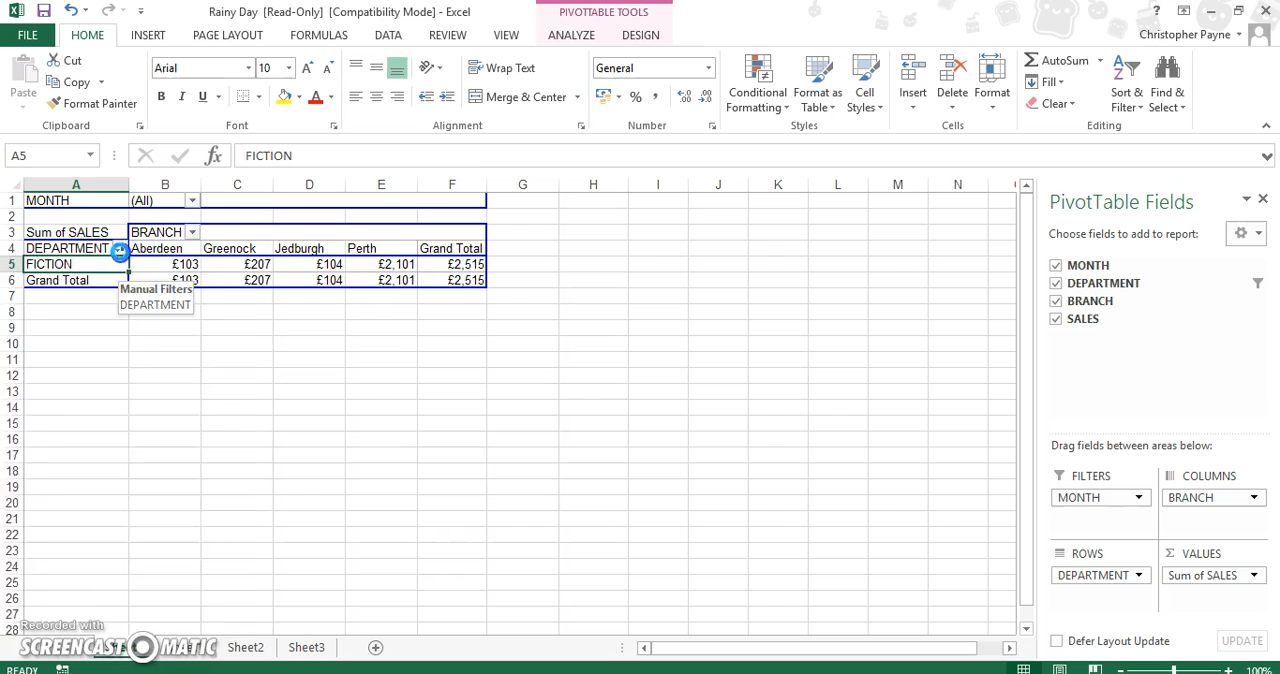 Rainy Day [Read-Only] [Compatibility Mode] - Excel
PIVOTTABLE TOOLS
?
FILE HOME INSERT PAGE LAYOUT FORMULAS DATA REVIEW VIEW ANALYZE DESIGN
Christopher Payne
Paste
Cut
Copy
Format Painter
Clipboard
Arial 10
B I U
Font
Wrap Text
Merge & Center
Alignment
General
%
Number
Conditional Formatting
Format as Table
Cell Styles
Styles
Insert
Delete
Format
Cells
AutoSum
Fill
Clear
Sort & Filter
Find & Select
Editing
A5 fx FICTION
A B C D E F G H I J K L M N
1 MONTH (All)
2
3 Sum of SALES BRANCH
4 DEPARTMENT Aberdeen Greenock Jedburgh Perth Grand Total
5 FICTION £103 £207 £104 £2,101 £2,515
6 Grand Total £103 £207 £104 £2,101 £2,515
Manual Filters
DEPARTMENT
7
8
9
10
11
12
13
14
15
16
17
18
19
20
21
22
23
24
25
26
27
28
PivotTable Fields
Choose fields to add to report:
MONTH
DEPARTMENT
BRANCH
SALES
Drag fields between areas below:
FILTERS
MONTH
COLUMNS
BRANCH
ROWS
DEPARTMENT
VALUES
Sum of SALES
Defer Layout Update
UPDATE
Recorded with
SCREENCAST MATIC
Sheet2
Sheet3
READY
100%